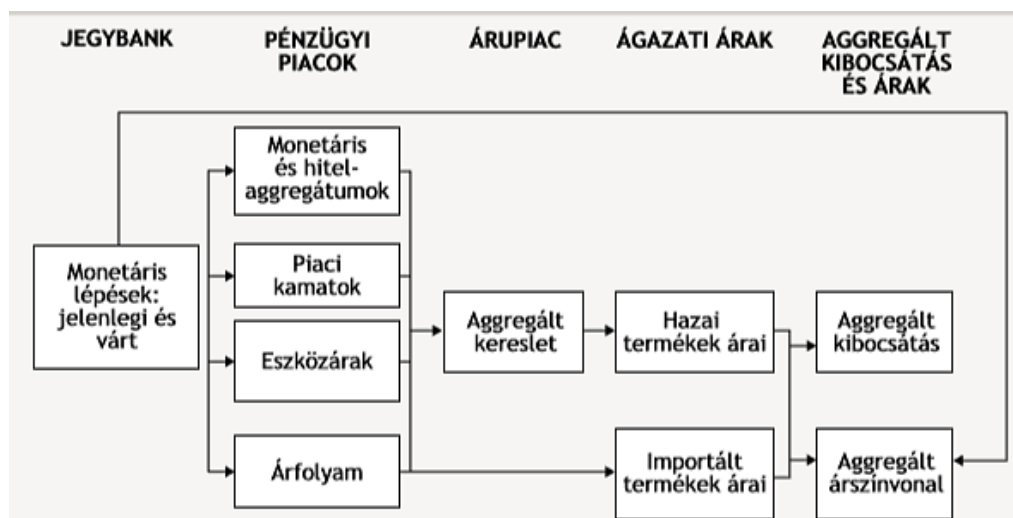 JEGYBANK
PÉNZÜGYI
PIACOK
ÁRUPIAC
ÁGAZATI ÁRAK
AGGREGÁLT
KIBOCSÁTÁS
ÉS ÁRAK
Monetáris
lépések:
jelenlegi és
várt
Monetáris
és hitel-
aggregátumok
Piaci
kamatok
Eszközárak
Árfolyam
Aggregált
kereslet
Hazai
termékek árai
Importált
termékek árai
Aggregált
kibocsátás
Aggregált
árszínvonal